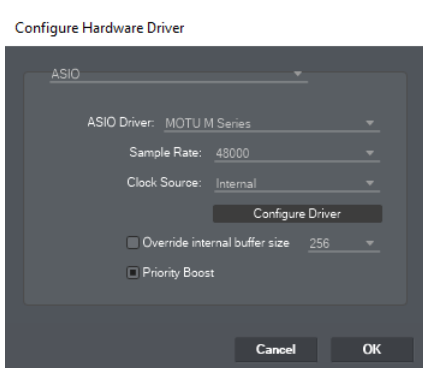 Configure Hardware Driver
ASIO
ASIO Driver: MOTU M Series
Sample Rate: 48000
Clock Source: Internal
Configure Driver
Override internal buffer size 256
Priority Boost
Cancel OK